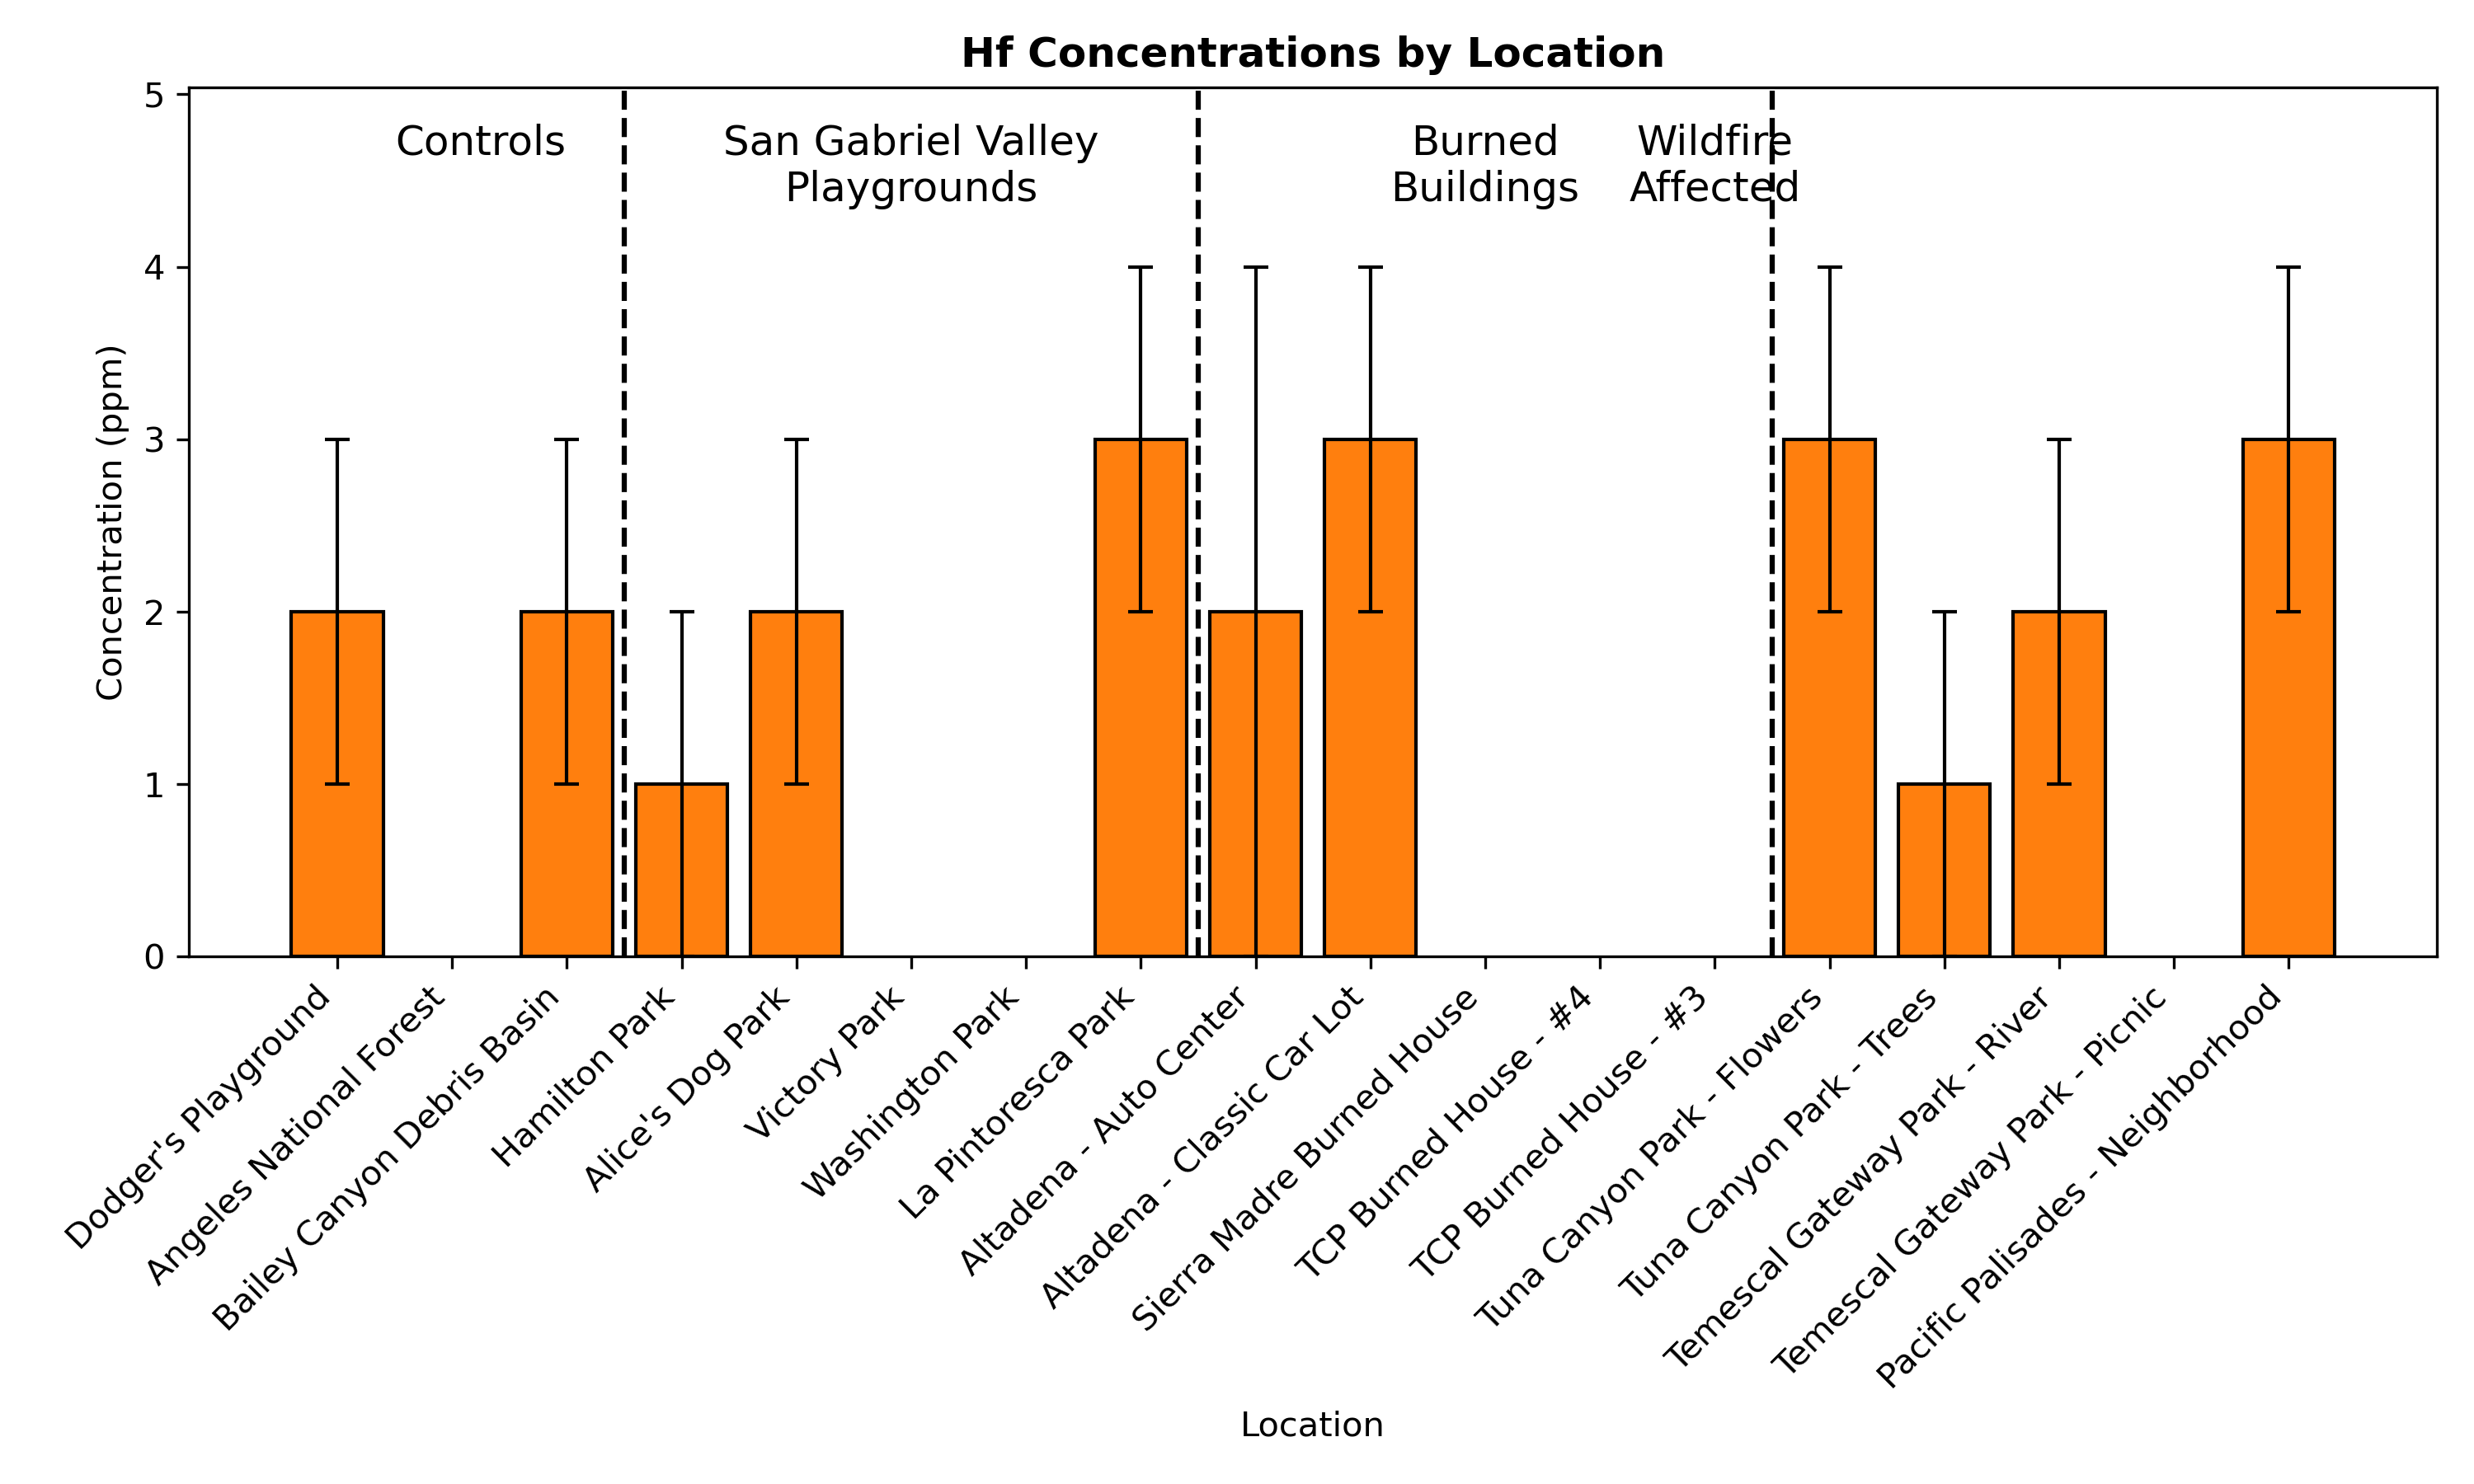 Hf Concentrations by Location
Controls
San Gabriel Valley
Playgrounds
Burned
Buildings
Wildfire
Affected
Concentration (ppm)
5
4
3
2
1
0
Dodger's Playground
Angeles National Forest
Bailey Canyon Debris Basin
Hamilton Park
Alice's Dog Park
Victory Park
Washington Park
La Pintoresca Park
Altadena - Auto Center
Altadena - Classic Car Lot
Sierra Madre Burned House
TCP Burned House - #4
TCP Burned House - #3
Tuna Canyon Park - Flowers
Tuna Canyon Park - Trees
Temescal Gateway Park - River
Temescal Gateway Park - Picnic
Pacific Palisades - Neighborhood
Location